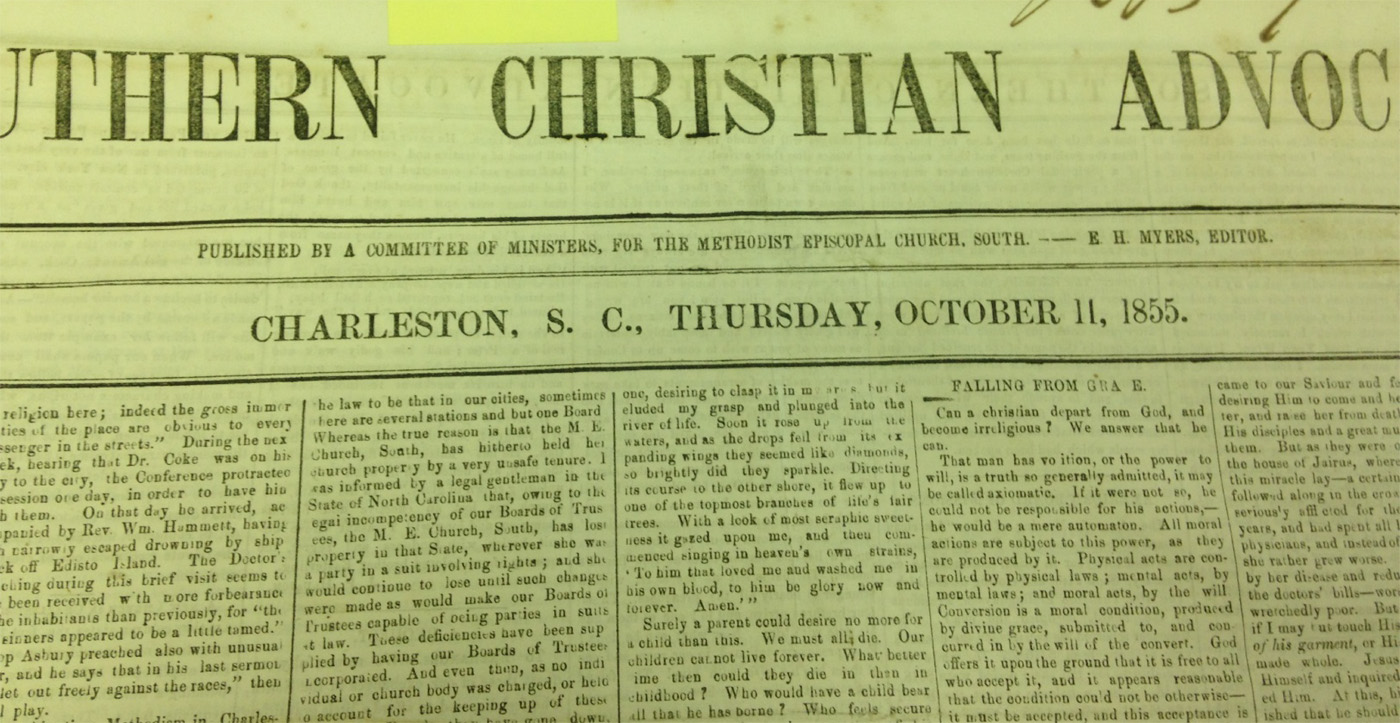 UTHERN CHRISTIAN ADVOC
PUBLISHED BY A COMMITTEE OF MINISTERS, FOR THE METHODIST EPISCOPAL CHURCH, SOUTH. —— E. H. MYERS, EDITOR.
CHARLESTON, S. C., THURSDAY, OCTOBER 11, 1855.
religion here; indeed the gross
ties of the place are obvious to every
ssenger in the streets." During the nex
ek, hearing that Dr. Coke was on his
y to the city, the Conference protracted
session one day, in order to have him
h them. On that day he arrived, ac
panied by Rev. Wm. Hammett, having
n narrowly escaped drowning by ship
ck off Edisto Island. The Doctor's
ching during this brief visit seems to
been received with more forbearance
he inhabitants than previously, for "the
sinners appeared to be a little tamed."
op Asbury preached also with unusual
r, and he says that in his last sermon
let out freely against the races," then
l play.
Methodism in Charles-
he law to be that in our cities, sometimes
here are several stations and but one Board
Whereas the true reason is that the M. E.
Church, South, has hitherto held her
church property by a very unsafe tenure. I
was informed by a legal gentleman in the
State of North Carolina that, owing to the
egal incompetency of our Boards of Trus
ees, the M. E. Church, South, has lost
property in that State, wherever she was
a party in a suit involving rights; and she
would continue to lose until such changes
were made as would make our Boards of
Trustees capable of being parties in suits
at law. These deficiencies have been sup
plied by having our Boards of Trustees
incorporated. And even then, as no indi
vidual or church body was charged, or held
o account for the keeping up of these
have gone down,
one, desiring to clasp it in but it
eluded my grasp and plunged into the
river of life. Soon it rose up from the
waters, and as the drops fell from its ex
panding wings they seemed like diamonds,
so brightly did they sparkle. Directing
its course to the other shore, it flew up to
one of the topmost branches of life's fair
trees. With a look of most seraphic sweet-
ness it gazed upon me, and then com-
menced singing in heaven's own strains,
'To him that loved me and washed me in
his own blood, to him be glory now and
forever. Amen.'"
Surely a parent could desire no more for
a child than this. We must all die. Our
children cannot live forever. What better
ime then could they die in than in
childhood? Who would have a child bear
all that he has borne? Who feels secure
FALLING FROM GRA E.
Can a christian depart from God, and
become irreligious? We answer that he
can.
That man has vo ition, or the power to
will, is a truth so generally admitted, it may
be called axiomatic. If it were not so, he
could not be responsible for his actions,—
he would be a mere automaton. All moral
actions are subject to this power, as they
are produced by it. Physical acts are con-
trolled by physical laws; mental acts, by
mental laws; and moral acts, by the will
Conversion is a moral condition, produced
by divine grace, submitted to, and con-
curred in by the will of the convert. God
offers it upon the ground that it is free to all
who accept it, and it appears reasonable
that the condition could not be otherwise—
it must be accepted, and this acceptance is
came to our Saviour and fe
desiring Him to come and he
ter, and raise her from deat
His disciples and a great mu
them. But as they were o
the house of Jairus, where
this miracle lay—a certain
followed along in the crow
seriously afflicted for the
years, and had spent all
physicians, and instead of
she rather grew worse.
by her disease and redu
the doctors' bills—wor
wretchedly poor. But
if I may but touch His
of his garment, or Hi
made whole. Jesus
Himself and inquired
ed Him. At this, h
ished that he should